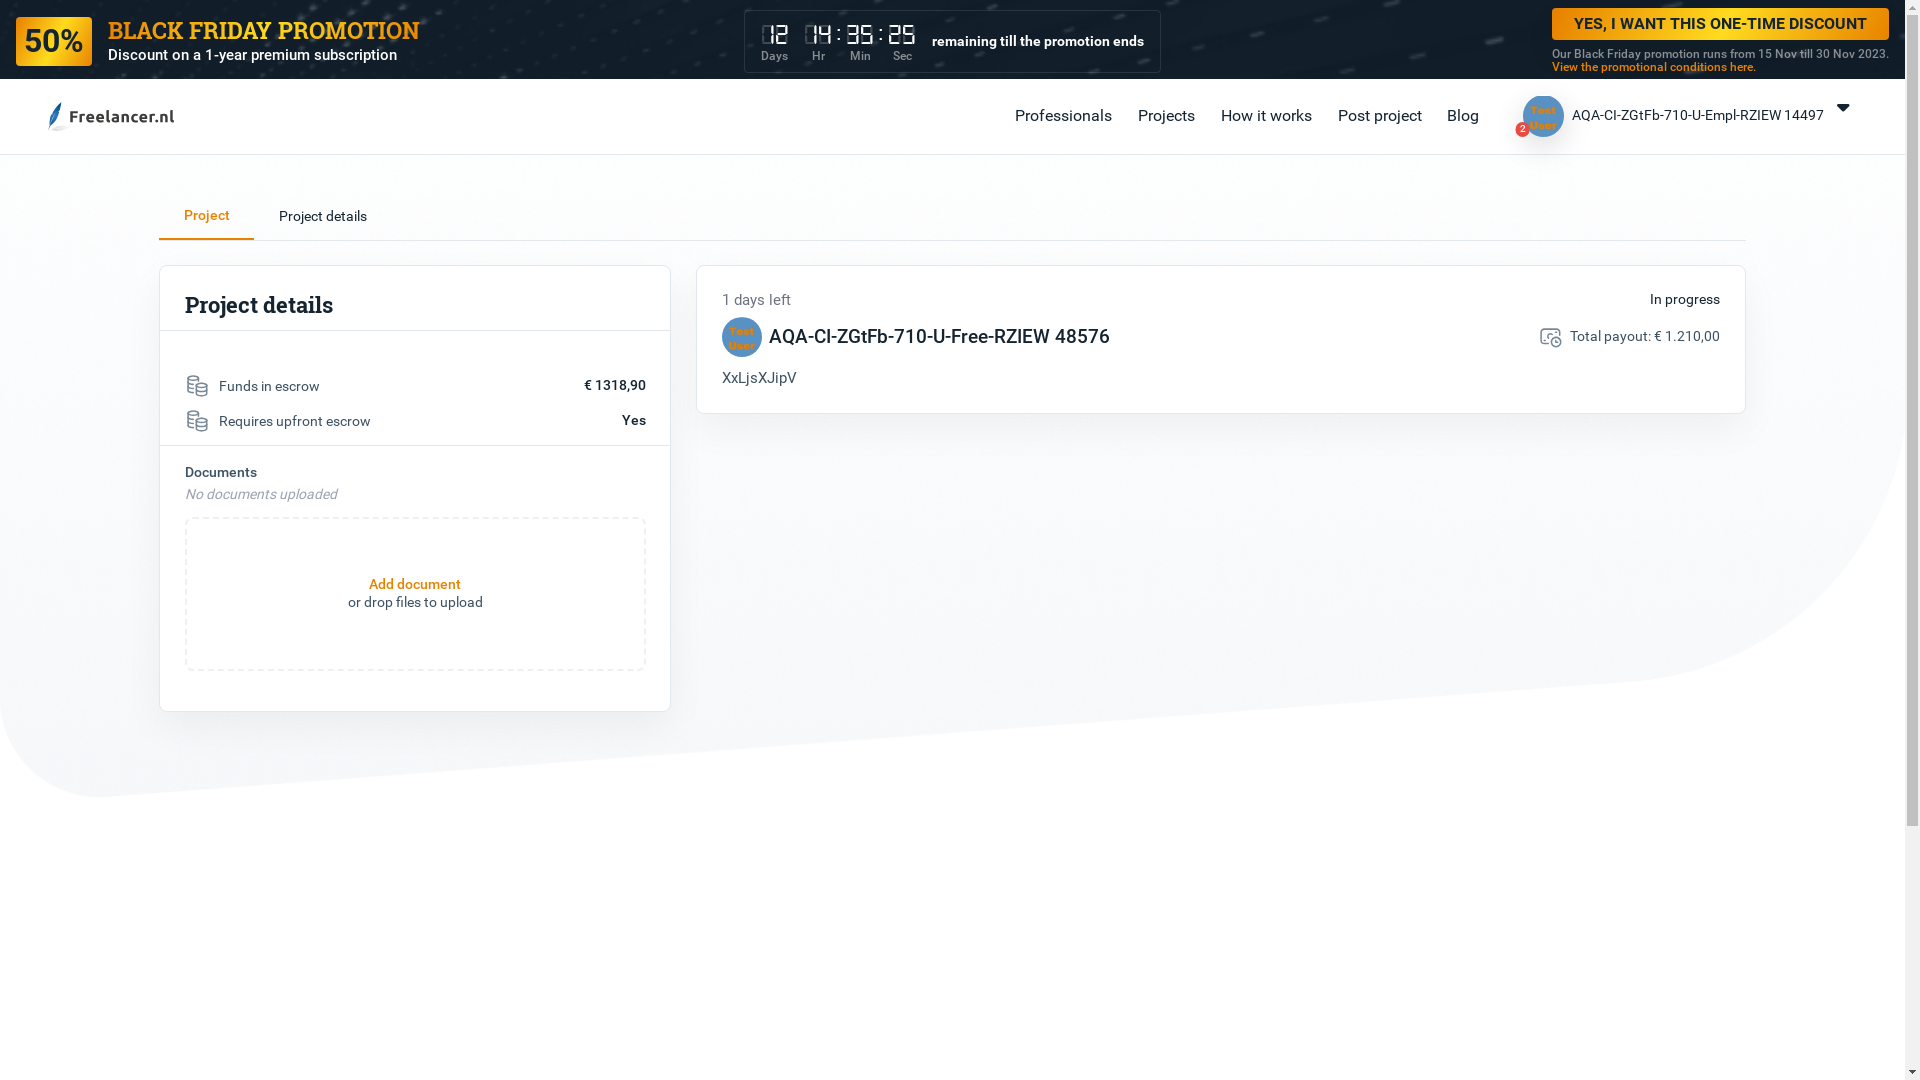 50%
BLACK FRIDAY PROMOTION
Discount on a 1-year premium subscription
12 14 : 35 : 25
Days Hr Min Sec
remaining till the promotion ends
YES, I WANT THIS ONE-TIME DISCOUNT
Our Black Friday promotion runs from 15 Nov till 30 Nov 2023.
View the promotional conditions here.
Freelancer.nl
Professionals
Projects
How it works
Post project
Blog
Test
User
2
AQA-CI-ZGtFb-710-U-Empl-RZIEW 14497
Project
Project details
Project details
Funds in escrow
€ 1318,90
Requires upfront escrow
Yes
Documents
No documents uploaded
Add document
or drop files to upload
1 days left
In progress
Test
User
AQA-CI-ZGtFb-710-U-Free-RZIEW 48576
Total payout: € 1.210,00
XxLjsXJipV